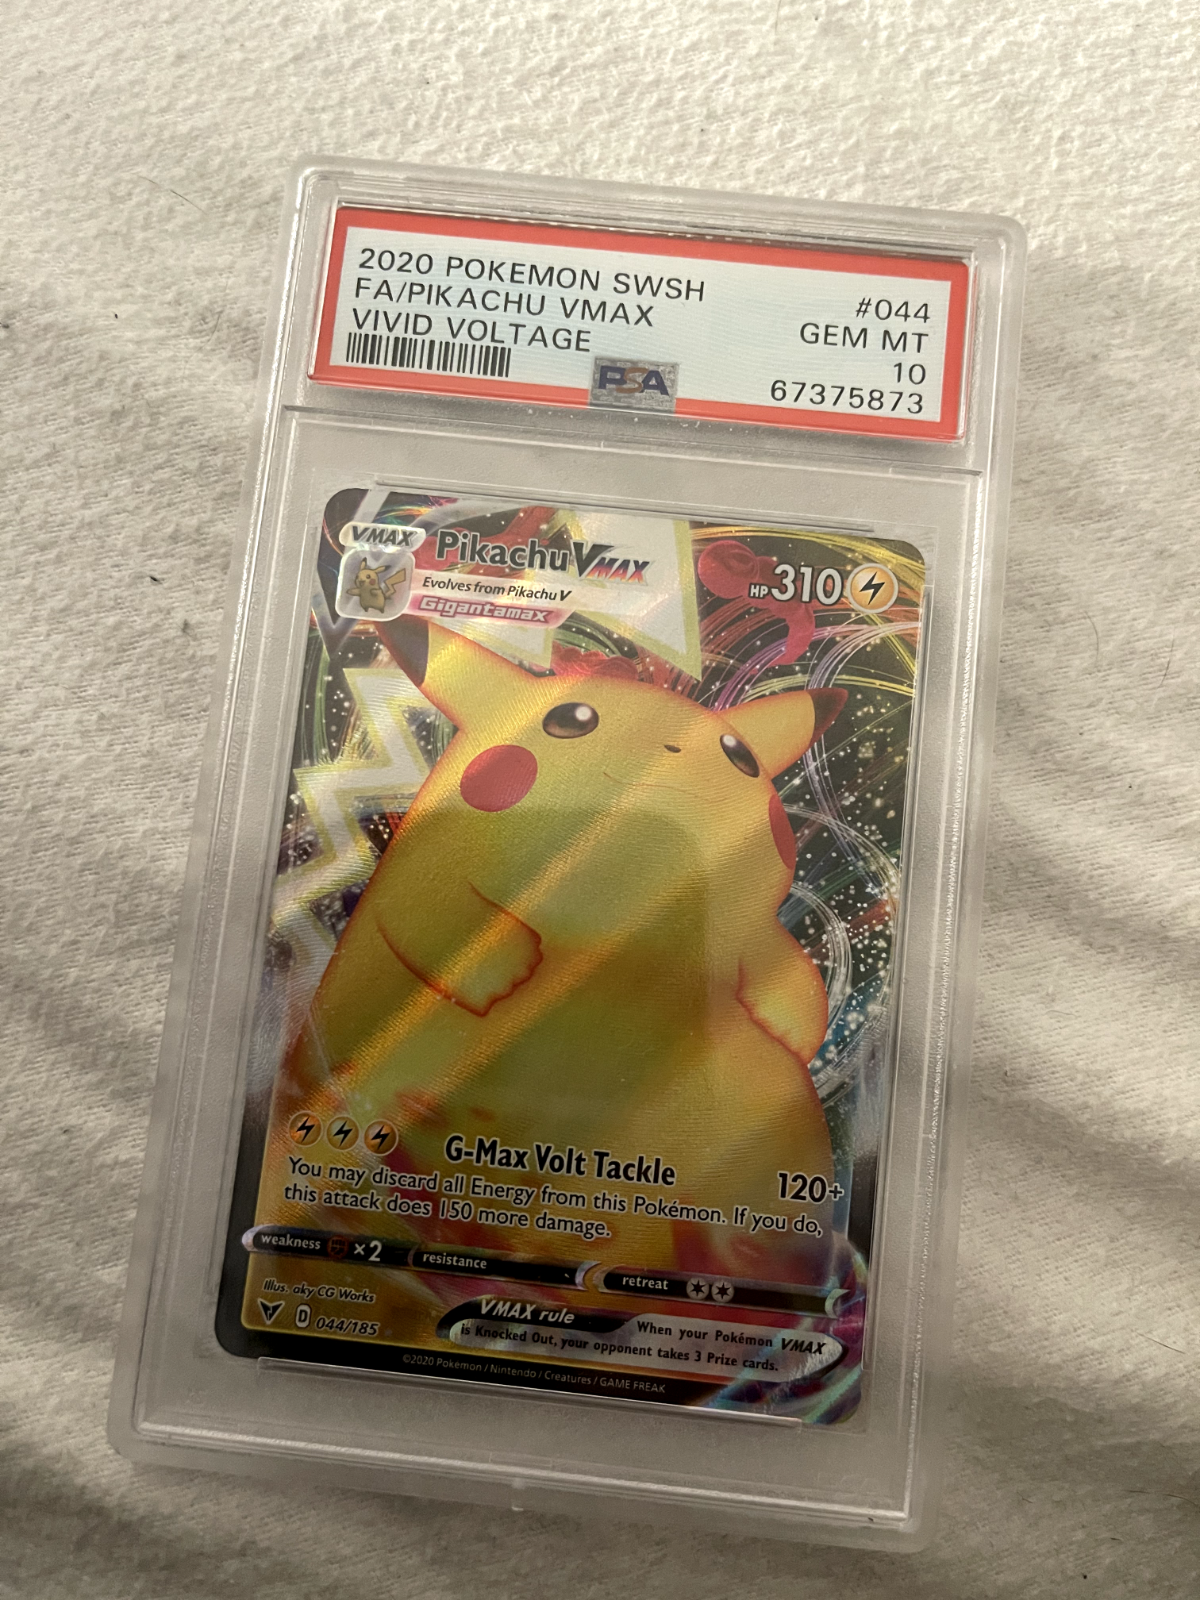 2020 POKEMON SWSH #044
FA/PIKACHU VMAX GEM MT
VIVID VOLTAGE 10
PSA 67375873
VMAX Pikachu VMAX HP 310
Evolves from Pikachu V
Gigantamax
G-Max Volt Tackle 120+
You may discard all Energy from this Pokémon. If you do,
this attack does 150 more damage.
weakness ×2 resistance retreat
Illus. aky CG Works
D 044/185
VMAX rule When your Pokémon VMAX
is Knocked Out, your opponent takes 3 Prize cards.
©2020 Pokémon / Nintendo / Creatures / GAME FREAK